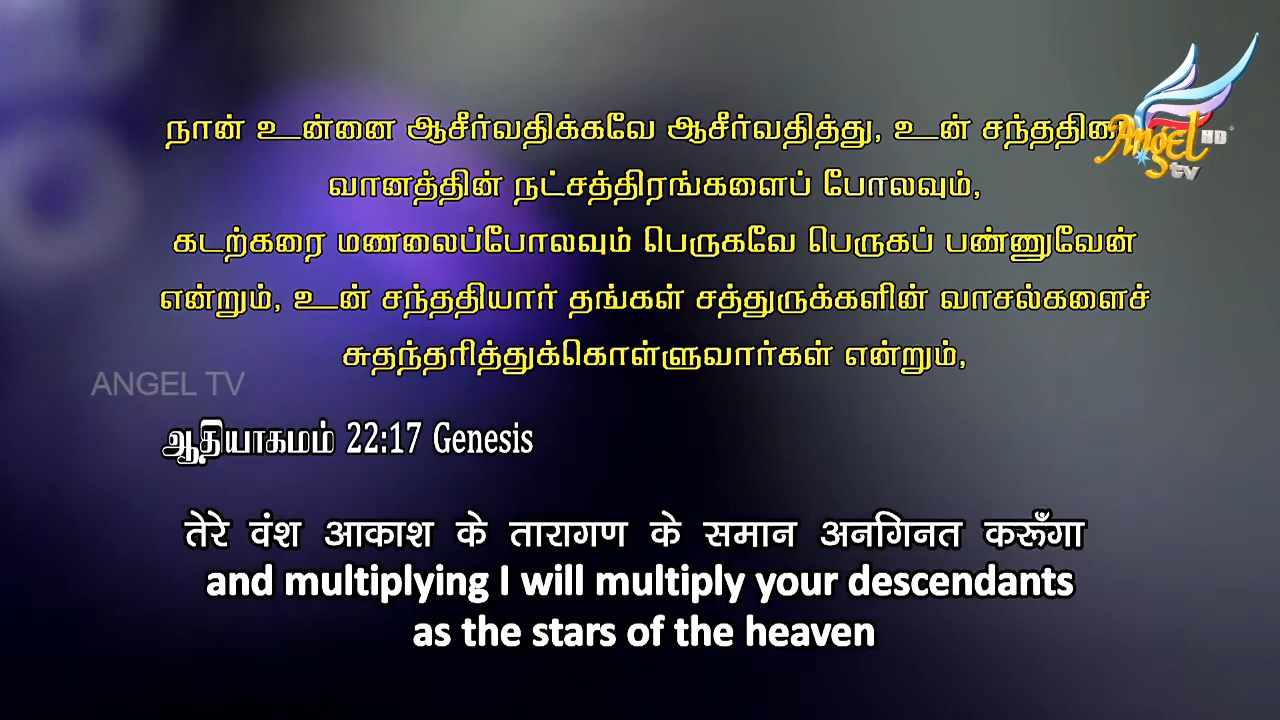 நான் உன்னை ஆசீர்வதிக்கவே ஆசீர்வதித்து, உன் 
வானத்தின் நட்சத்திரங்களைப் போலவும்,
கடற்கரை மணலைப்போலவும் பெருகவே பெருகப் பண்ணுவேன்
என்றும், உன் சந்ததியார் தங்கள் சத்துருக்களின் வாசல்களைச்
சுதந்தரித்துக்கொள்ளுவார்கள் என்றும்,
ஆதியாகமம் 22:17 Genesis
तेरे वंश आकाश के तारागण के समान अनगिनत करूँगा
and multiplying I will multiply your descendants
as the stars of the heaven
ANGEL TV
Angel HD
tv